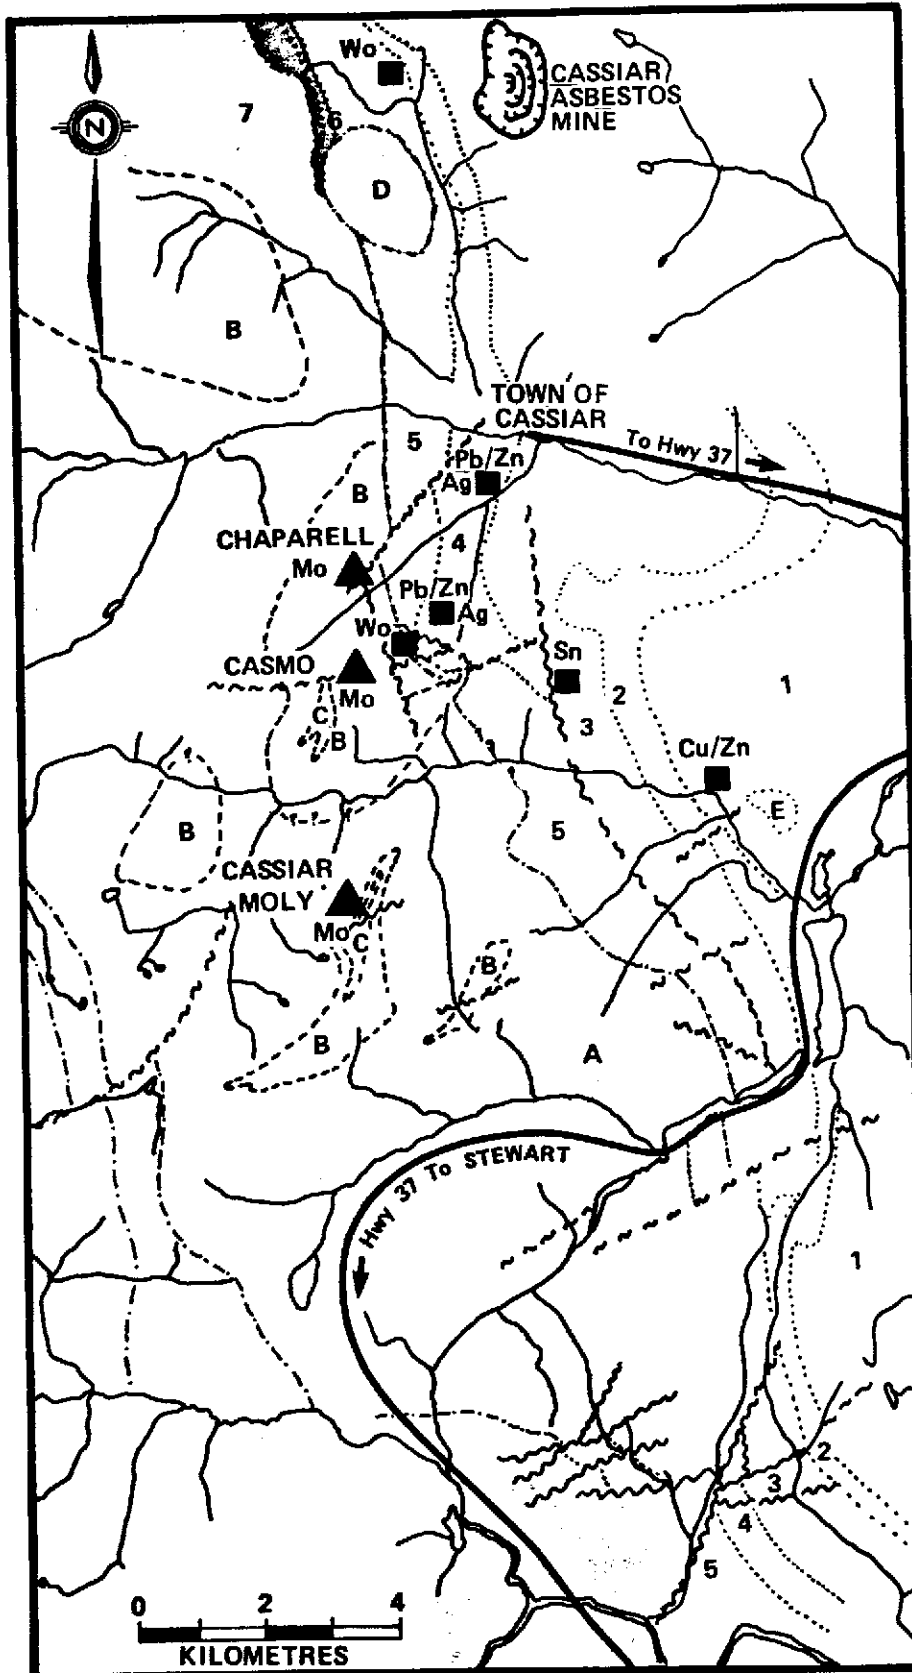 Wo
CASSIAR
ASBESTOS
MINE
7
6
N
D
B
TOWN OF
CASSIAR
5
To Hwy 37
Pb/Zn
Ag
B
CHAPARELL
Mo
4
Pb/Zn
Ag
Wo
CASMO
Mo
Sn
2
1
C
B
3
Cu/Zn
E
B
5
CASSIAR
MOLY
Mo
C
B
B
A
Hwy 37 To STEWART
1
2
3
4
5
0 2 4
KILOMETRES